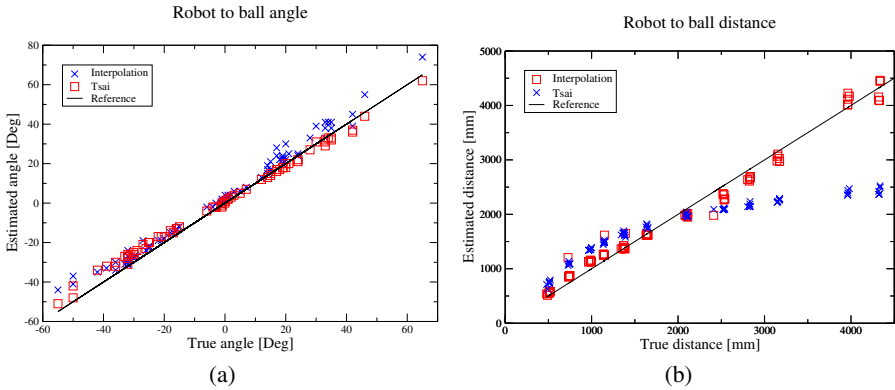 Robot to ball angle
80
60
40
20
0
-20
-40
-60
-60
-40
-20
0
20
40
60
Estimated angle [Deg]
True angle [Deg]
Interpolation
Tsai
Reference
(a)
Robot to ball distance
5000
4000
3000
2000
1000
0
0
1000
2000
3000
4000
Estimated distance [mm]
True distance [mm]
Interpolation
Tsai
Reference
(b)